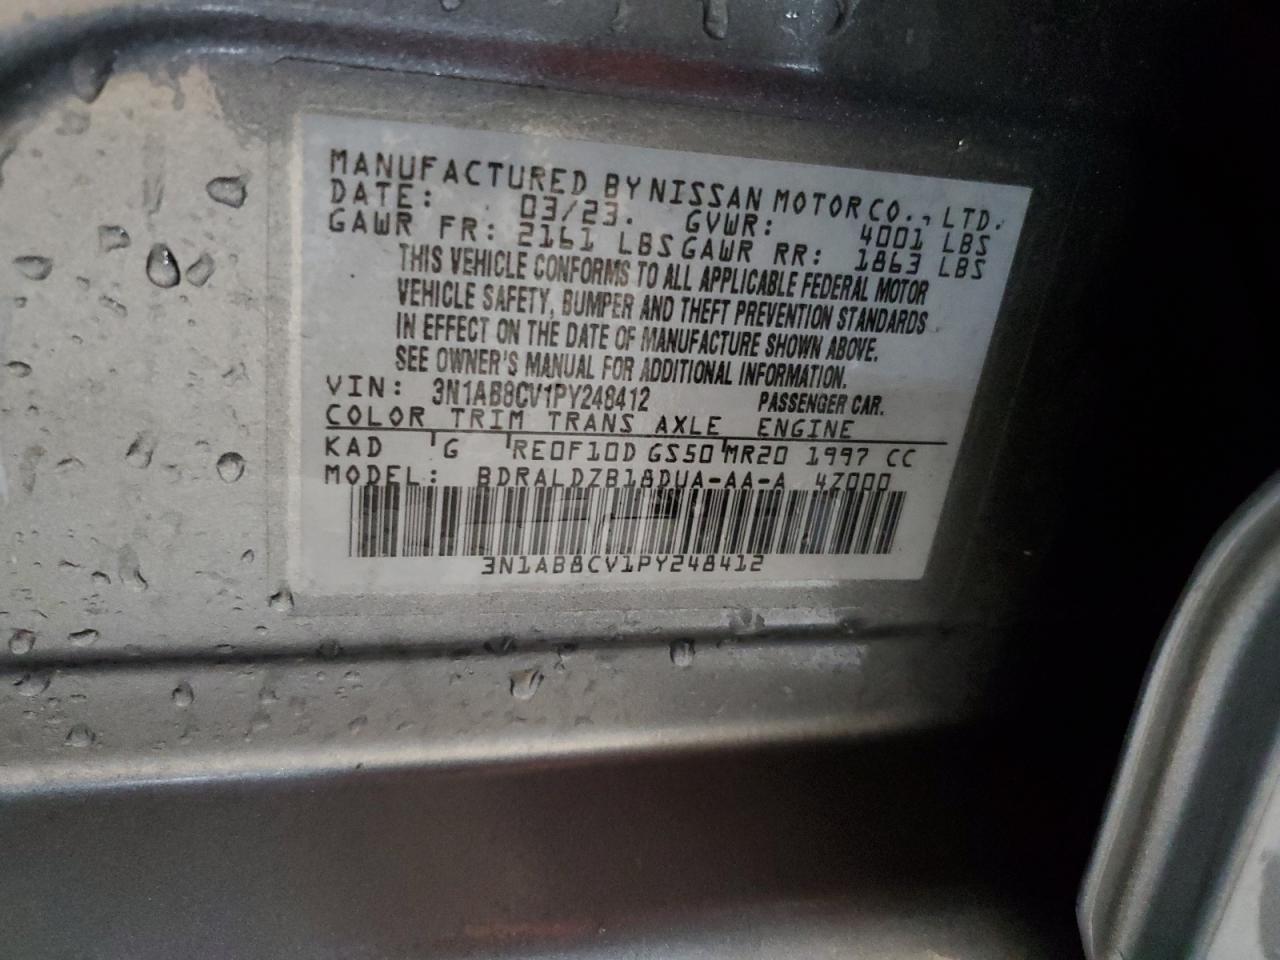 MANUFACTURED BY NISSAN MOTOR CO., LTD.
DATE: 03/23. GVWR: 4001 LBS
GAWR FR: 2161 LBS GAWR RR: 1863 LBS
THIS VEHICLE CONFORMS TO ALL APPLICABLE FEDERAL MOTOR
VEHICLE SAFETY, BUMPER AND THEFT PREVENTION STANDARDS
IN EFFECT ON THE DATE OF MANUFACTURE SHOWN ABOVE.
SEE OWNER'S MANUAL FOR ADDITIONAL INFORMATION.
VIN: 3N1AB8CV1PY248412 PASSENGER CAR.
COLOR TRIM TRANS AXLE ENGINE
KAD G RE0F10D GS50 MR20 1997 CC
MODEL: BDRALDZB18DUA-AA-A 4Z000
3N1AB8CV1PY248412